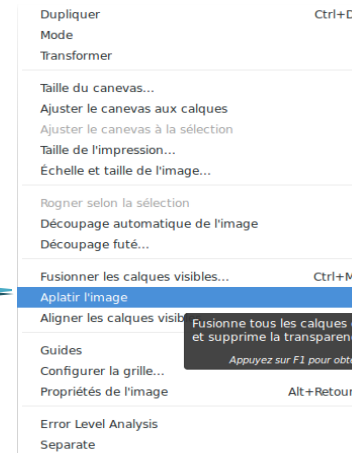 Dupliquer Ctrl+D
Mode
Transformer
Taille du canevas...
Ajuster le canevas aux calques
Ajuster le canevas à la sélection
Taille de l'impression...
Échelle et taille de l'image...
Rogner selon la sélection
Découpage automatique de l'image
Découpage futé...
Fusionner les calques visibles... Ctrl+M
Aplatir l'image
Aligner les calques visib
Fusionne tous les calques
et supprime la transparen
Appuyez sur F1 pour obte
Guides
Configurer la grille...
Propriétés de l'image Alt+Retour
Error Level Analysis
Separate